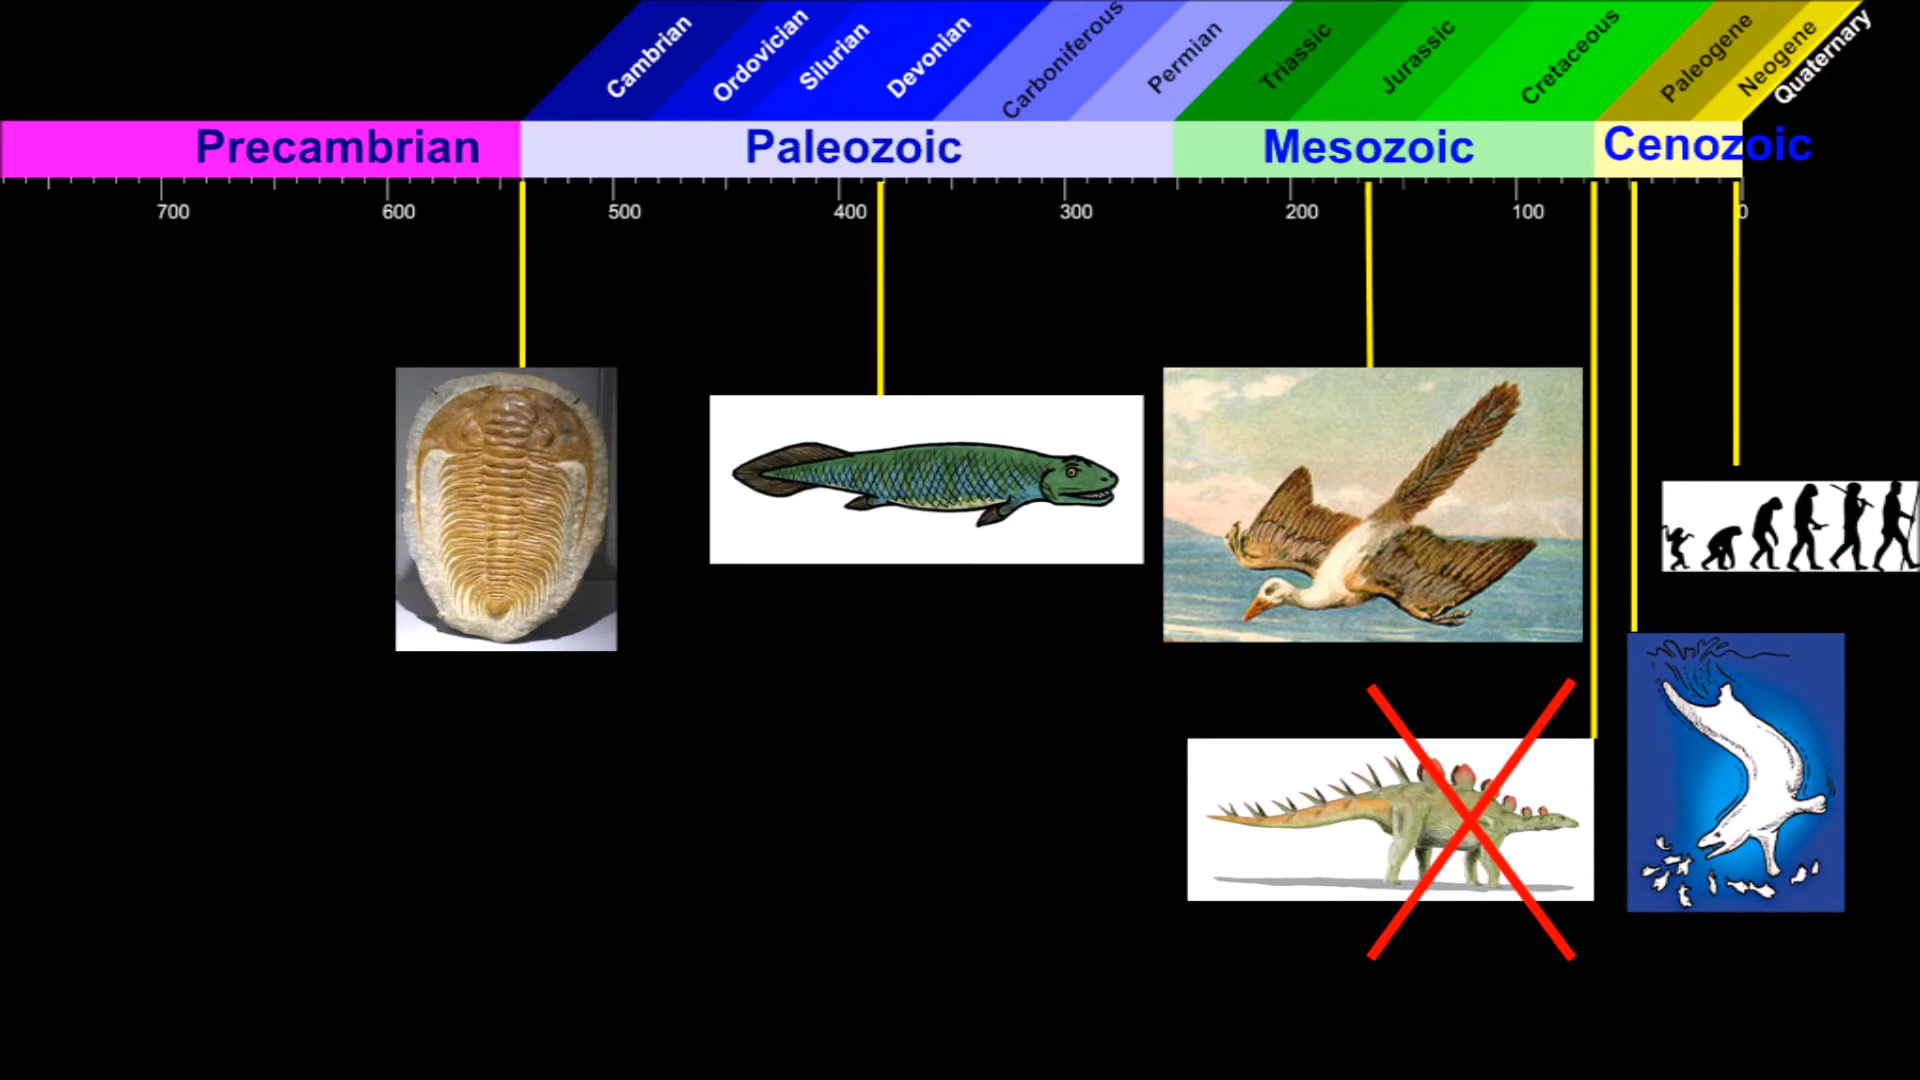 Cambrian
Ordovician
Silurian
Devonian
Carboniferous
Permian
Triassic
Jurassic
Cretaceous
Paleogene
Neogene
Quaternary
Precambrian Paleozoic Mesozoic Cenozoic
700 600 500 400 300 200 100 0